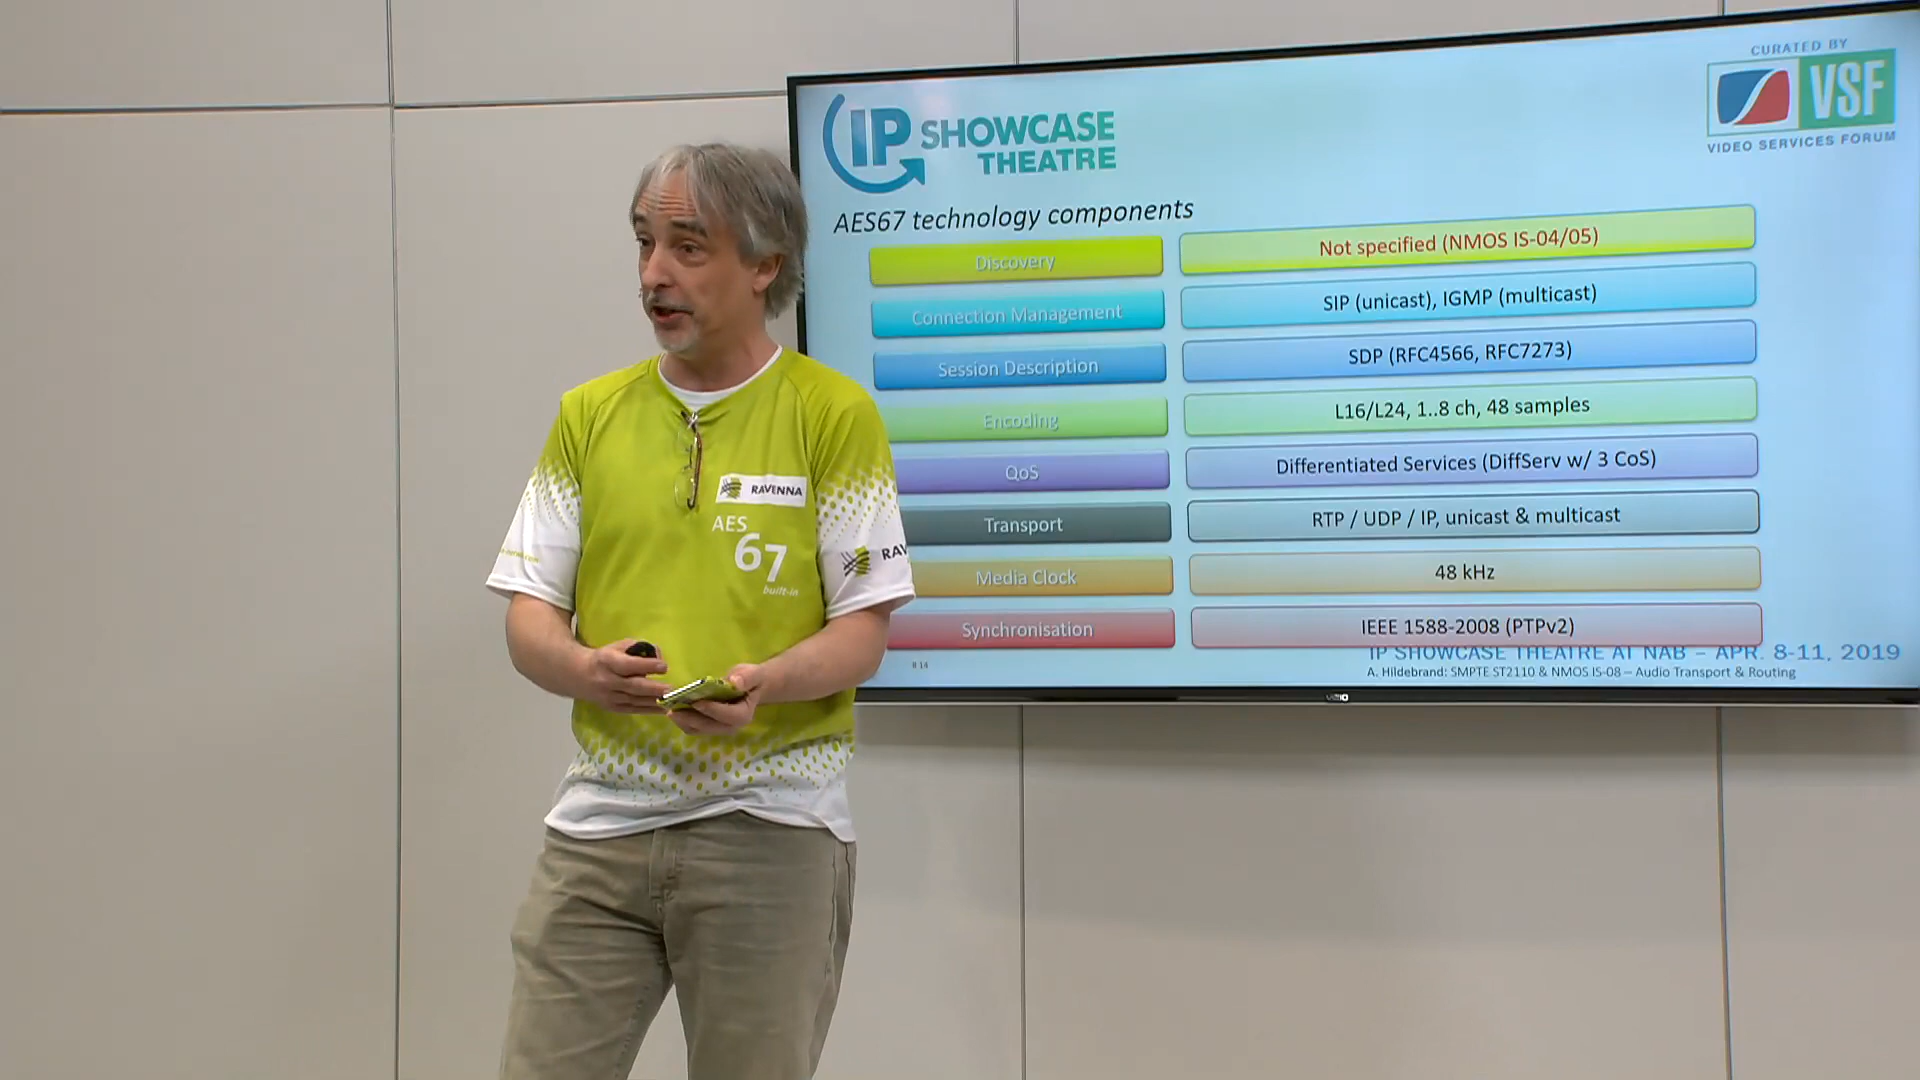 CURATED BY
VSF
VIDEO SERVICES FORUM
IP SHOWCASE
THEATRE
AES67 technology components
Discovery
Not specified (NMOS IS-04/05)
Connection Management
SIP (unicast), IGMP (multicast)
Session Description
SDP (RFC4566, RFC7273)
Encoding
L16/L24, 1..8 ch, 48 samples
QoS
Differentiated Services (DiffServ w/ 3 CoS)
Transport
RTP / UDP / IP, unicast & multicast
Media Clock
48 kHz
Synchronisation
IEEE 1588-2008 (PTPv2)
IP SHOWCASE THEATRE AT NAB – APR. 8-11, 2019
# 14
A. Hildebrand: SMPTE ST2110 & NMOS IS-08 – Audio Transport & Routing
VIZIO
RAVENNA
AES
67
built-in
RAV